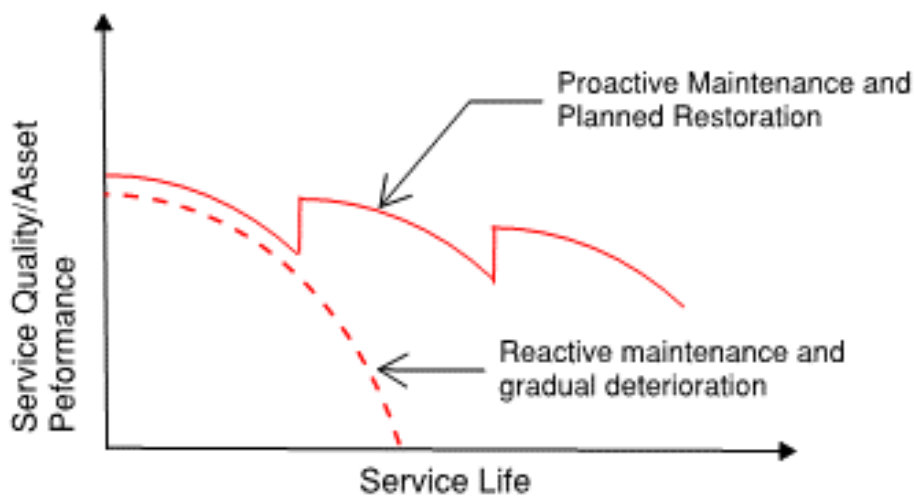 Proactive Maintenance and
Planned Restoration
Service Quality/Asset
Peformance
Reactive maintenance and
gradual deterioration
Service Life